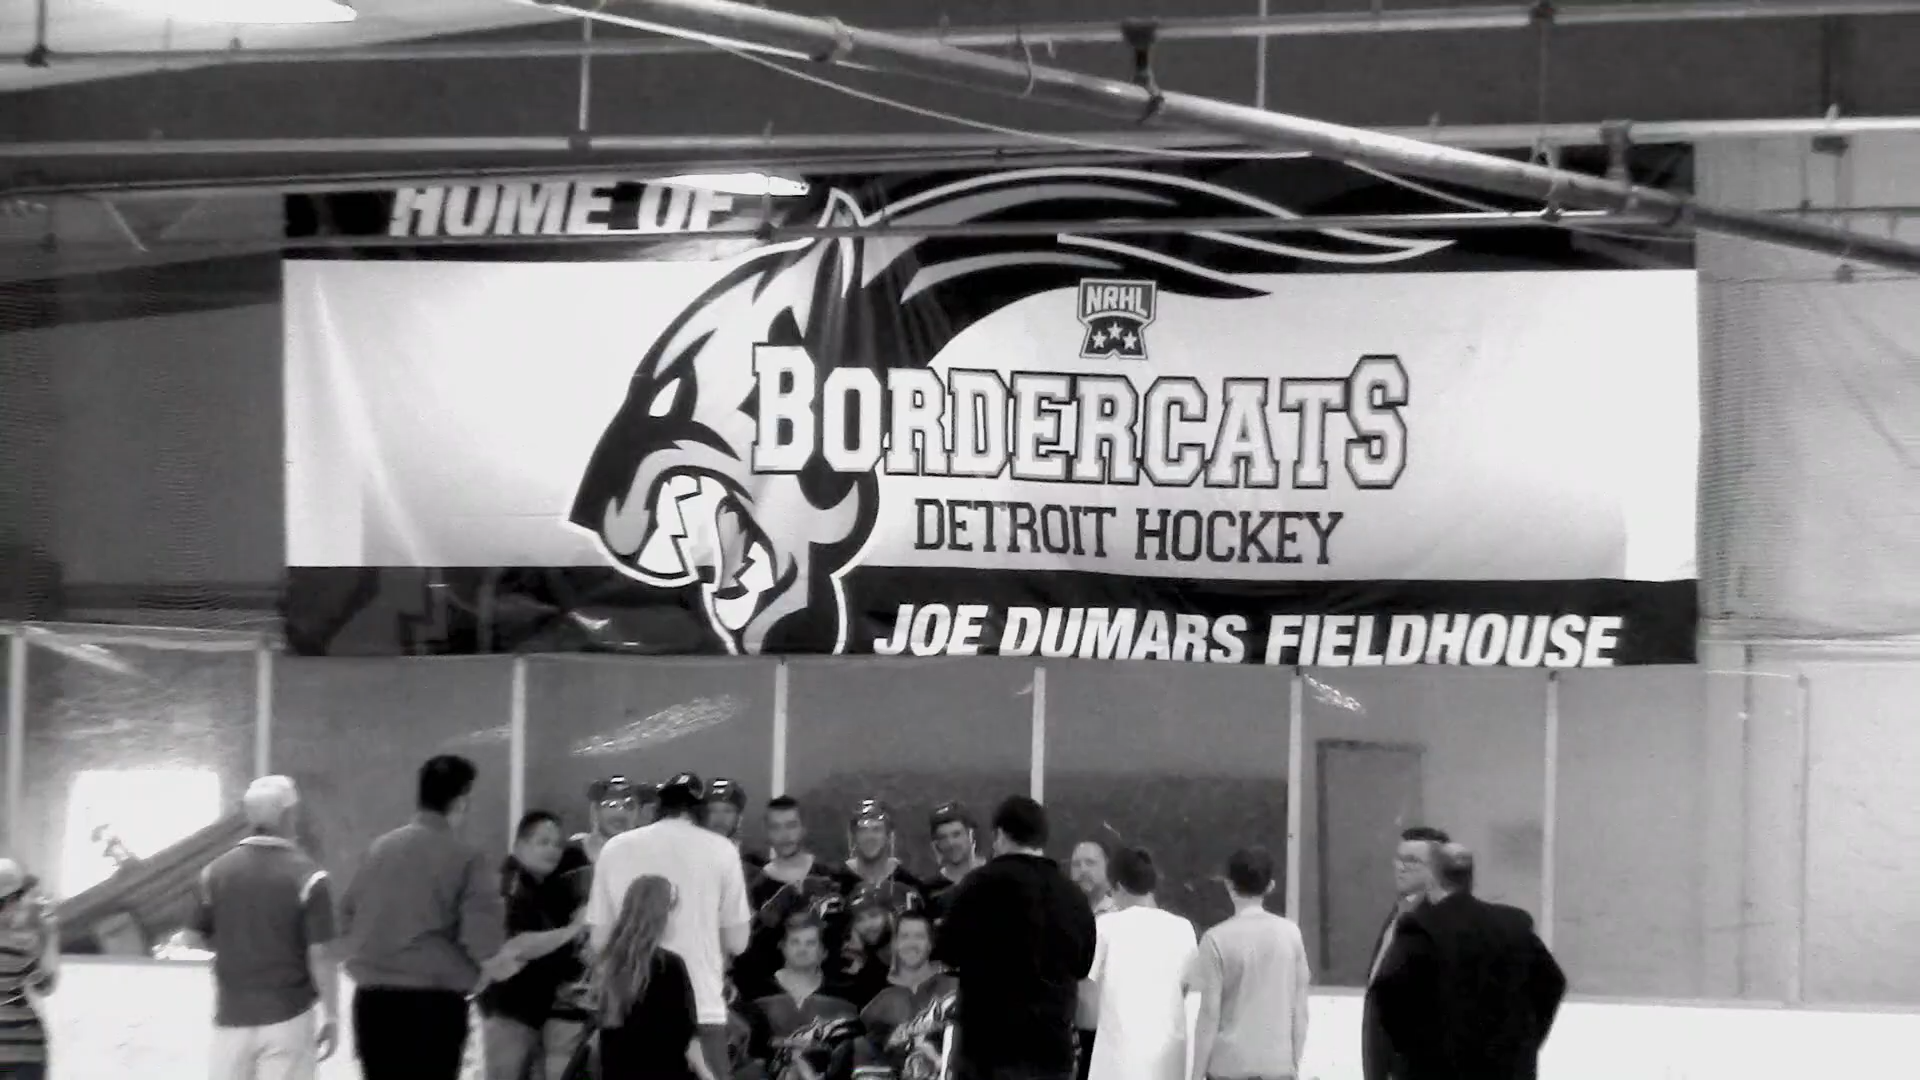 HOME OF
NRHL
BORDERCATS
DETROIT HOCKEY
JOE DUMARS FIELDHOUSE